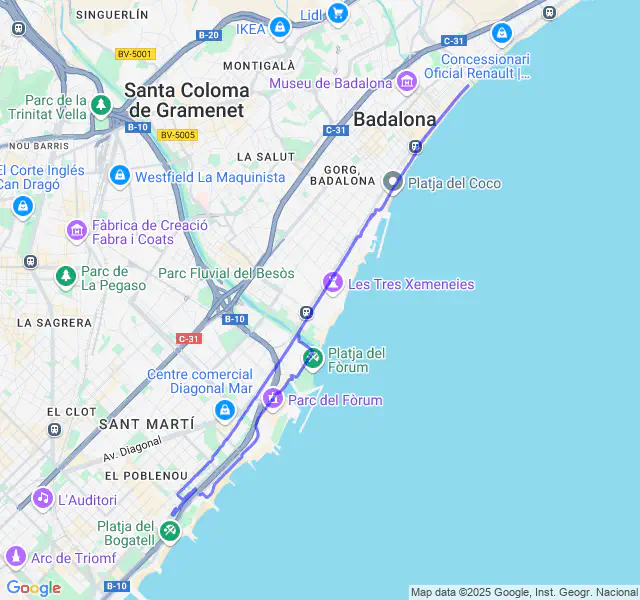 SINGUERLÍN
Lidl
IKEA
B-20
C-31
BV-5001
MONTIGALÀ
Concessionari
Oficial Renault |...
Museu de Badalona
Santa Coloma
de Gramenet
Parc de la
Trinitat Vella
B-10
BV-5005
C-31
Badalona
NOU BARRIS
LA SALUT
El Corte Inglés
Can Dragó
Westfield La Maquinista
GORG,
BADALONA
Platja del Coco
Fàbrica de Creació
Fabra i Coats
Parc de
La Pegaso
Parc Fluvial del Besòs
Les Tres Xemeneies
LA SAGRERA
B-10
C-31
Platja del
Fòrum
Centre comercial
Diagonal Mar
Parc del Fòrum
EL CLOT
SANT MARTÍ
Av. Diagonal
EL POBLENOU
L'Auditori
Platja del
Bogatell
Arc de Triomf
B-10
Google
Map data ©2025 Google, Inst. Geogr. Nacional